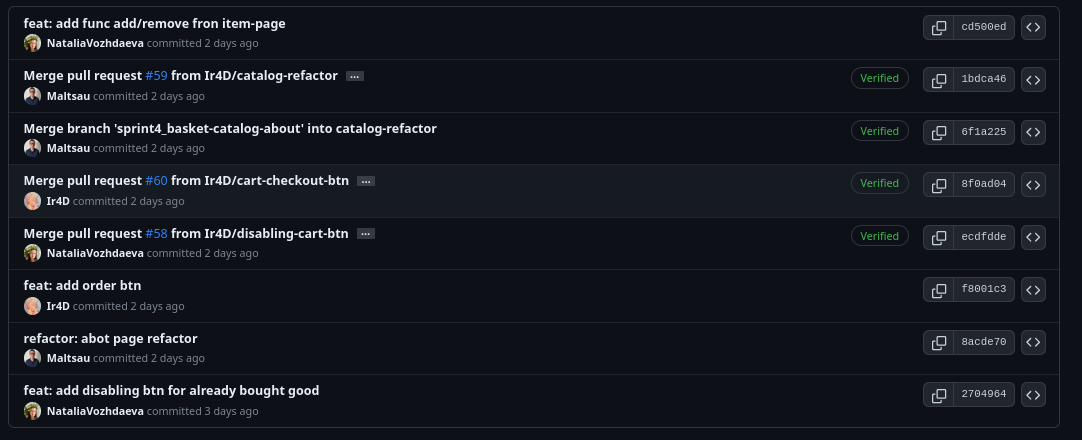 feat: add func add/remove fron item-page
NataliaVozhdaeva committed 2 days ago
cd500ed
Merge pull request #59 from Ir4D/catalog-refactor ...
Maltsau committed 2 days ago
Verified
1bdca46
Merge branch 'sprint4_basket-catalog-about' into catalog-refactor
Maltsau committed 2 days ago
Verified
6f1a225
Merge pull request #60 from Ir4D/cart-checkout-btn ...
Ir4D committed 2 days ago
Verified
8f0ad04
Merge pull request #58 from Ir4D/disabling-cart-btn ...
NataliaVozhdaeva committed 2 days ago
Verified
ecdfdde
feat: add order btn
Ir4D committed 2 days ago
f8001c3
refactor: abot page refactor
Maltsau committed 2 days ago
8acde70
feat: add disabling btn for already bought good
NataliaVozhdaeva committed 3 days ago
2704964